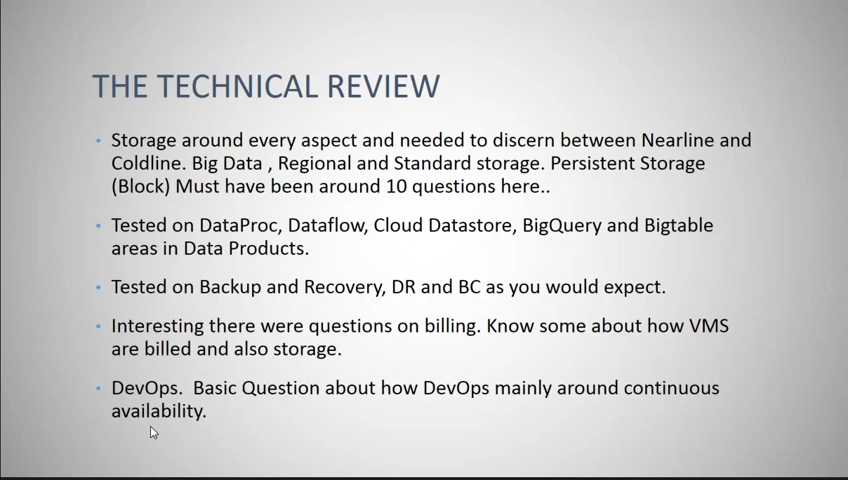 THE TECHNICAL REVIEW
• Storage around every aspect and needed to discern between Nearline and
Coldline. Big Data , Regional and Standard storage. Persistent Storage
(Block) Must have been around 10 questions here..
• Tested on DataProc, Dataflow, Cloud Datastore, BigQuery and Bigtable
areas in Data Products.
• Tested on Backup and Recovery, DR and BC as you would expect.
• Interesting there were questions on billing. Know some about how VMS
are billed and also storage.
• DevOps.  Basic Question about how DevOps mainly around continuous
availability.